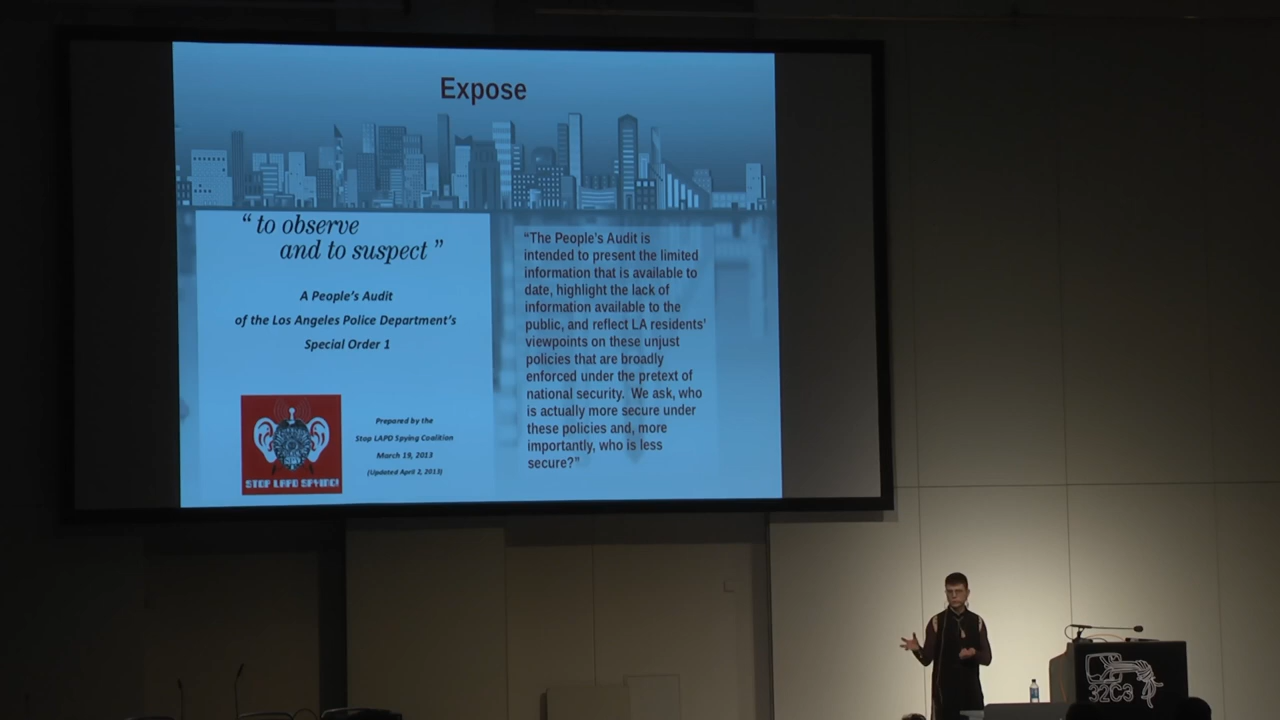 Expose
“ to observe
and to suspect ”
A People's Audit
of the Los Angeles Police Department's
Special Order 1
Prepared by the
Stop LAPD Spying Coalition
March 19, 2013
(Updated April 2, 2013)
STOP LAPD SPYING!
“The People's Audit is
intended to present the limited
information that is available to
date, highlight the lack of
information available to the
public, and reflect LA residents'
viewpoints on these unjust
policies that are broadly
enforced under the pretext of
national security.  We ask, who
is actually more secure under
these policies and, more
importantly, who is less
secure?”
32C3